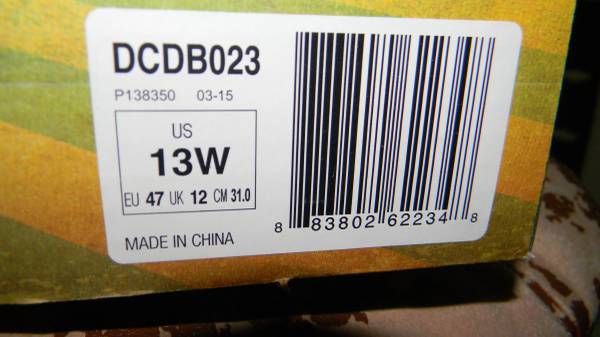 DCDB023
P138350 03-15
US
13W
EU 47 UK 12 CM 31.0
MADE IN CHINA
8 83802 62234 8